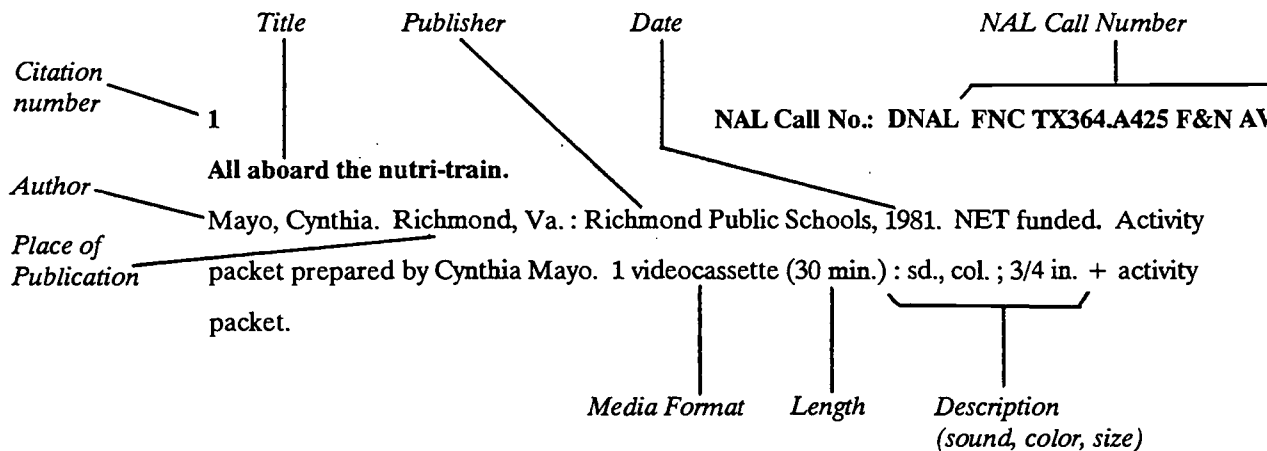 Title Publisher Date NAL Call Number
Citation
number
1 NAL Call No.: DNAL FNC TX364.A425 F&N AV
All aboard the nutri-train.
Author
Mayo, Cynthia. Richmond, Va. : Richmond Public Schools, 1981. NET funded. Activity
Place of
Publication
packet prepared by Cynthia Mayo. 1 videocassette (30 min.) : sd., col. ; 3/4 in. + activity
packet.
Media Format Length Description
(sound, color, size)